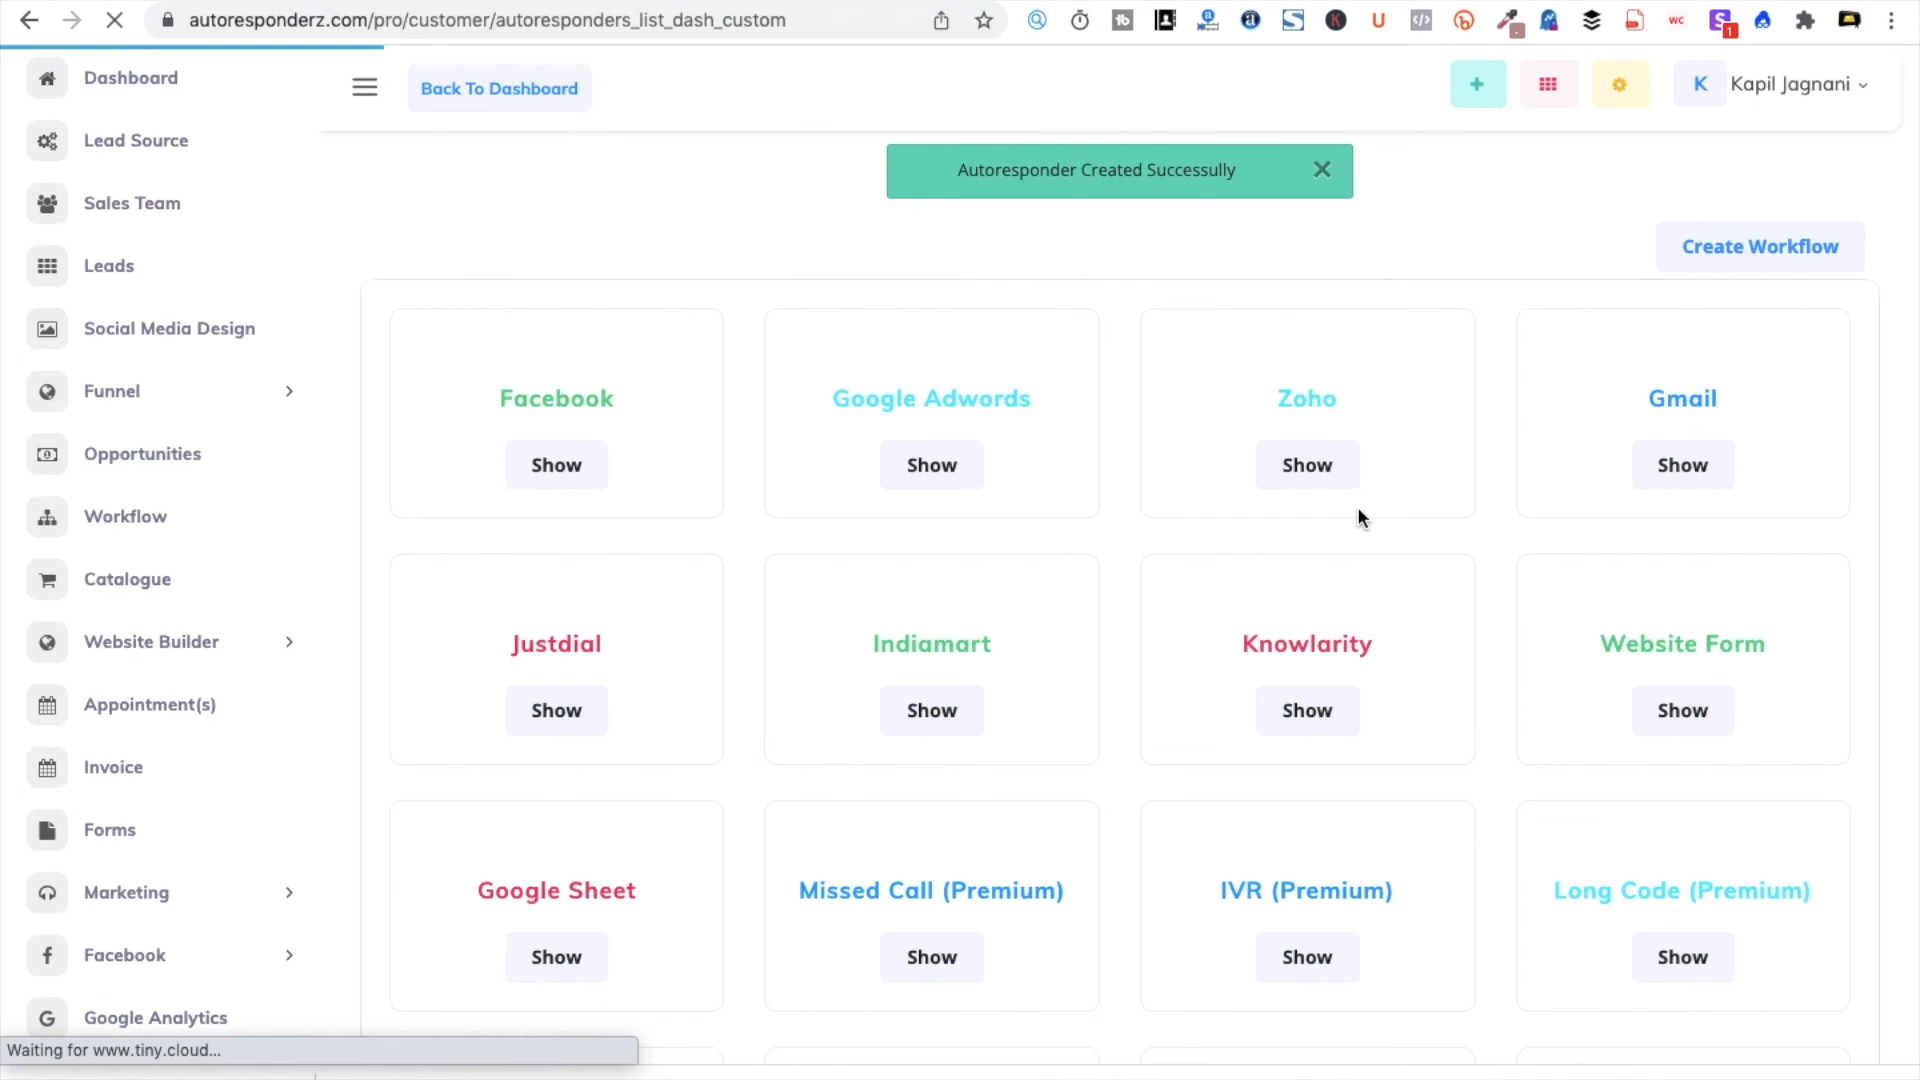 autoresponderz.com/pro/customer/autoresponders_list_dash_custom
Dashboard
Lead Source
Sales Team
Leads
Social Media Design
Funnel
Opportunities
Workflow
Catalogue
Website Builder
Appointment(s)
Invoice
Forms
Marketing
Facebook
Google Analytics
Back To Dashboard
K Kapil Jagnani
Autoresponder Created Successully
Create Workflow
Facebook
Show
Google Adwords
Show
Zoho
Show
Gmail
Show
Justdial
Show
Indiamart
Show
Knowlarity
Show
Website Form
Show
Google Sheet
Show
Missed Call (Premium)
Show
IVR (Premium)
Show
Long Code (Premium)
Show
Waiting for www.tiny.cloud...